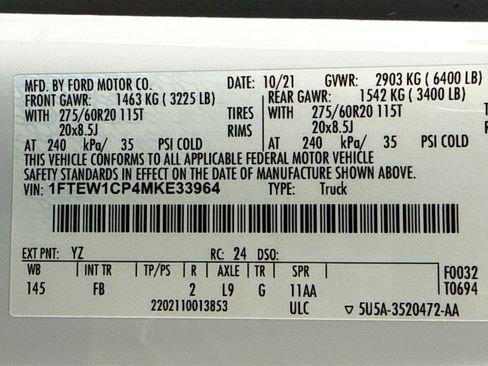 MFD. BY FORD MOTOR CO. DATE: 10/21 GVWR: 2903 KG ( 6400 LB)
FRONT GAWR: 1463 KG ( 3225 LB) REAR GAWR: 1542 KG ( 3400 LB)
WITH 275/60R20 115T TIRES WITH 275/60R20 115T
20x8.5J RIMS 20x8.5J
AT 240 kPa/ 35 PSI COLD AT 240 kPa/ 35 PSI COLD
THIS VEHICLE CONFORMS TO ALL APPLICABLE FEDERAL MOTOR VEHICLE
SAFETY STANDARDS IN EFFECT ON THE DATE OF MANUFACTURE SHOWN ABOVE.
VIN: 1FTEW1CP4MKE33964 TYPE: Truck
EXT PNT: YZ RC: 24 DSO:
WB INT TR TP/PS R AXLE TR SPR F0032
145 FB 2 L9 G 11AA T0694
2202110013853 ULC ▽ 5U5A-3520472-AA